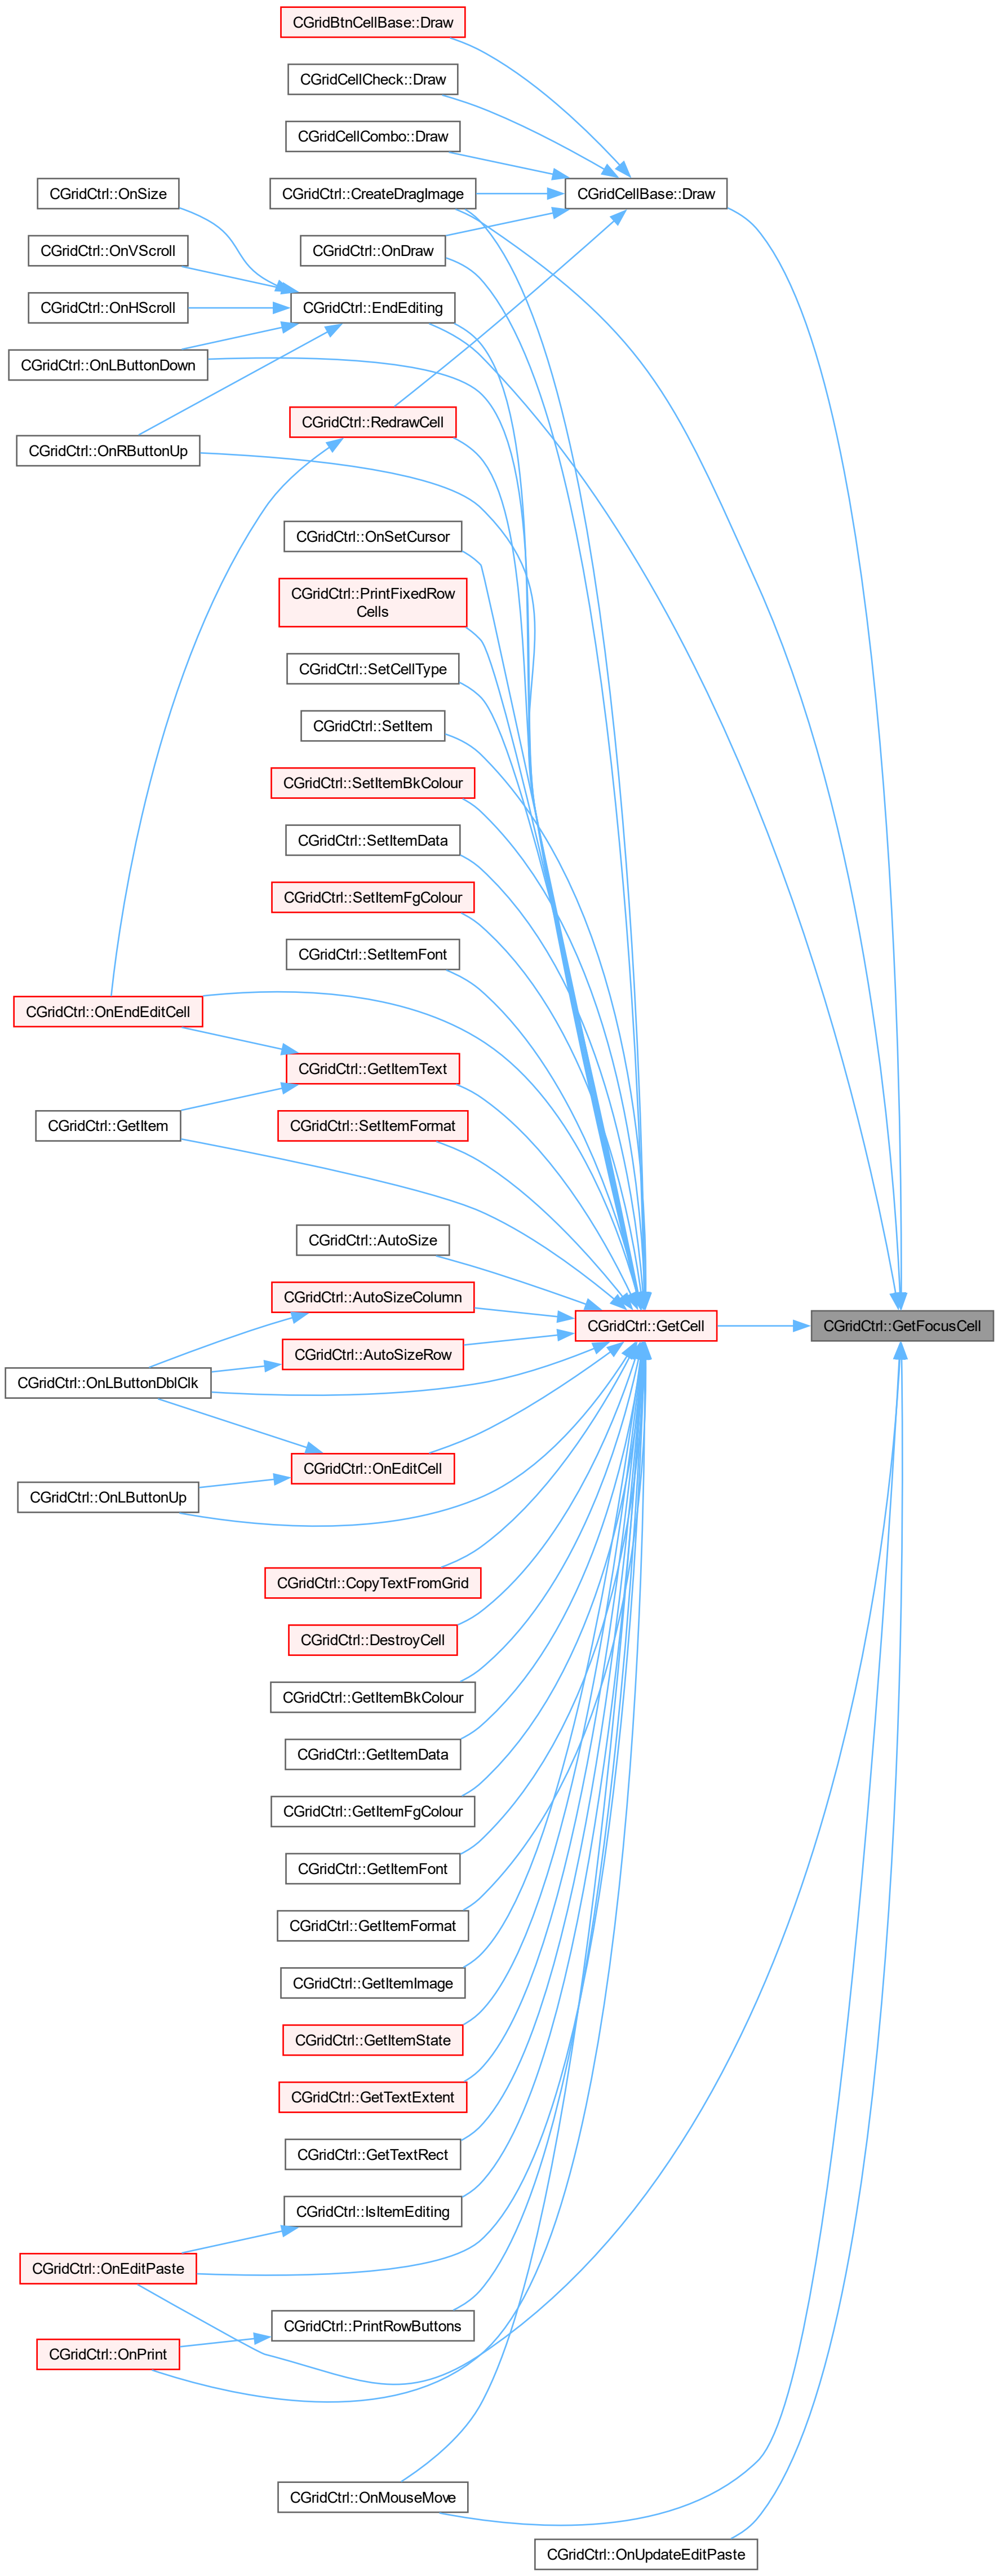 CGridBtnCellBase::Draw
CGridCellCheck::Draw
CGridCellCombo::Draw
CGridCtrl::OnSize
CGridCtrl::CreateDragImage
CGridCellBase::Draw
CGridCtrl::OnVScroll
CGridCtrl::OnDraw
CGridCtrl::OnHScroll
CGridCtrl::EndEditing
CGridCtrl::OnLButtonDown
CGridCtrl::RedrawCell
CGridCtrl::OnRButtonUp
CGridCtrl::OnSetCursor
CGridCtrl::PrintFixedRow
Cells
CGridCtrl::SetCellType
CGridCtrl::SetItem
CGridCtrl::SetItemBkColour
CGridCtrl::SetItemData
CGridCtrl::SetItemFgColour
CGridCtrl::SetItemFont
CGridCtrl::OnEndEditCell
CGridCtrl::GetItemText
CGridCtrl::GetItem
CGridCtrl::SetItemFormat
CGridCtrl::AutoSize
CGridCtrl::AutoSizeColumn
CGridCtrl::GetCell
CGridCtrl::GetFocusCell
CGridCtrl::AutoSizeRow
CGridCtrl::OnLButtonDblClk
CGridCtrl::OnEditCell
CGridCtrl::OnLButtonUp
CGridCtrl::CopyTextFromGrid
CGridCtrl::DestroyCell
CGridCtrl::GetItemBkColour
CGridCtrl::GetItemData
CGridCtrl::GetItemFgColour
CGridCtrl::GetItemFont
CGridCtrl::GetItemFormat
CGridCtrl::GetItemImage
CGridCtrl::GetItemState
CGridCtrl::GetTextExtent
CGridCtrl::GetTextRect
CGridCtrl::IsItemEditing
CGridCtrl::OnEditPaste
CGridCtrl::PrintRowButtons
CGridCtrl::OnPrint
CGridCtrl::OnMouseMove
CGridCtrl::OnUpdateEditPaste